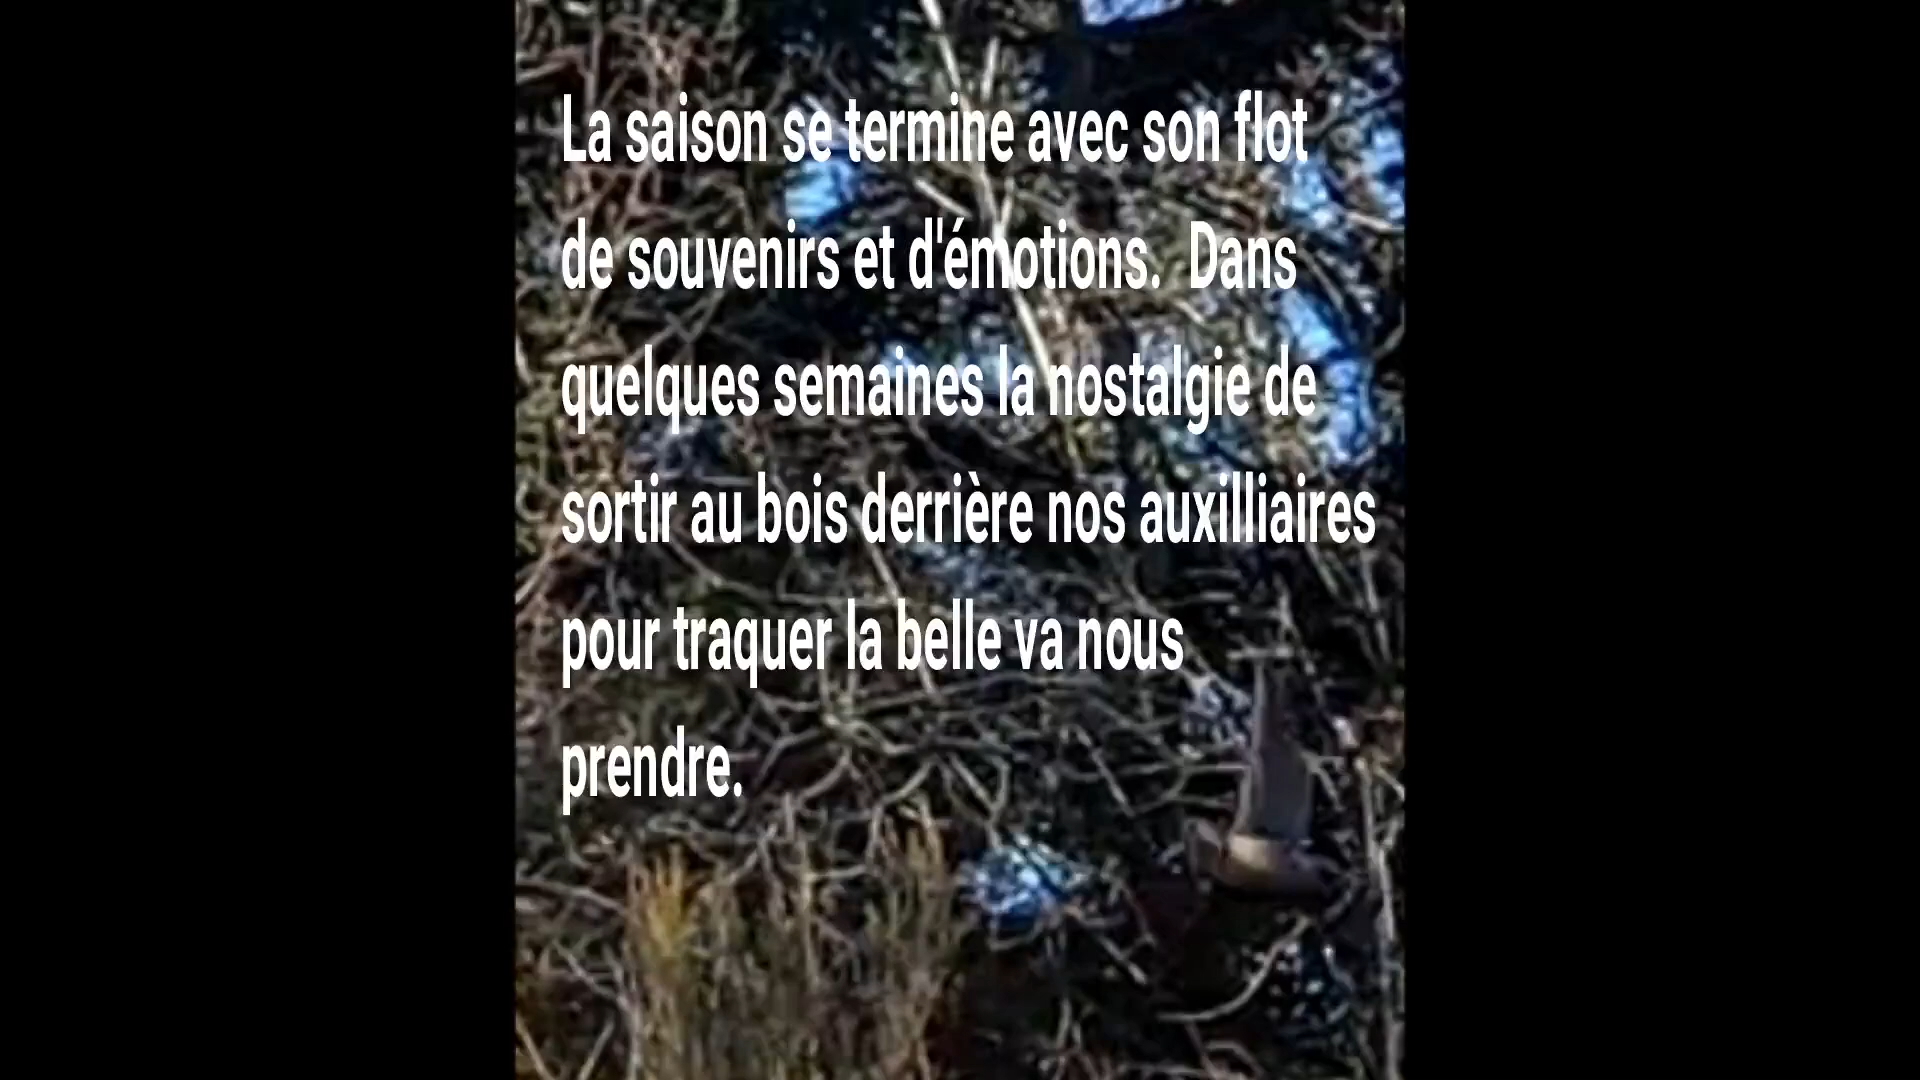 La saison se termine avec son flot
de souvenirs et d'émotions.  Dans
quelques semaines la nostalgie de
sortir au bois derrière nos auxilliaires
pour traquer la belle va nous
prendre.